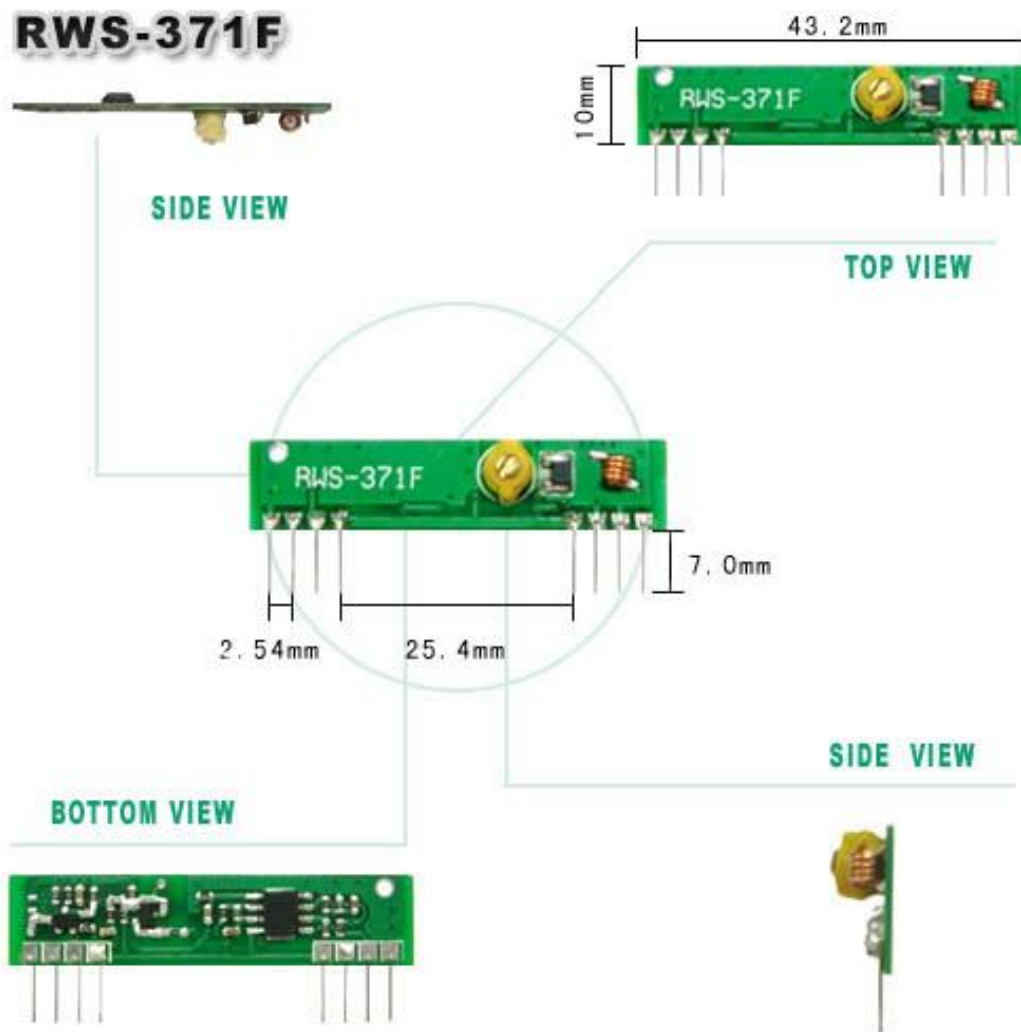 RWS-371F
43.2mm
10mm
RWS-371F
SIDE VIEW
TOP VIEW
RWS-371F
7.0mm
2.54mm
25.4mm
SIDE VIEW
BOTTOM VIEW